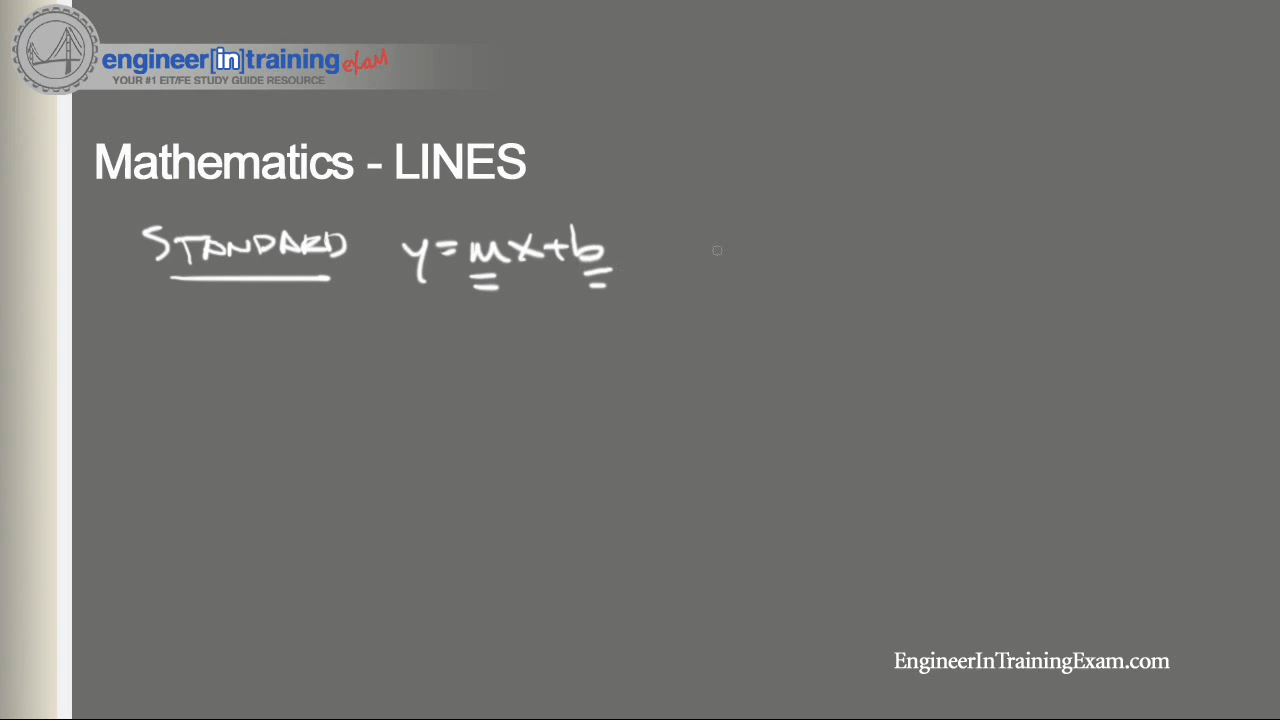 engineer[in]training exam
YOUR #1 EIT/FE STUDY GUIDE RESOURCE
Mathematics - LINES
STANDARD y = mx + b
EngineerInTrainingExam.com